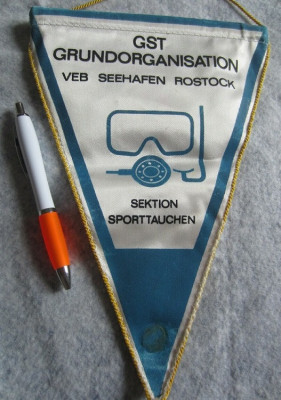 GST
GRUNDORGANISATION
VEB SEEHAFEN ROSTOCK
SEKTION
SPORTTAUCHEN